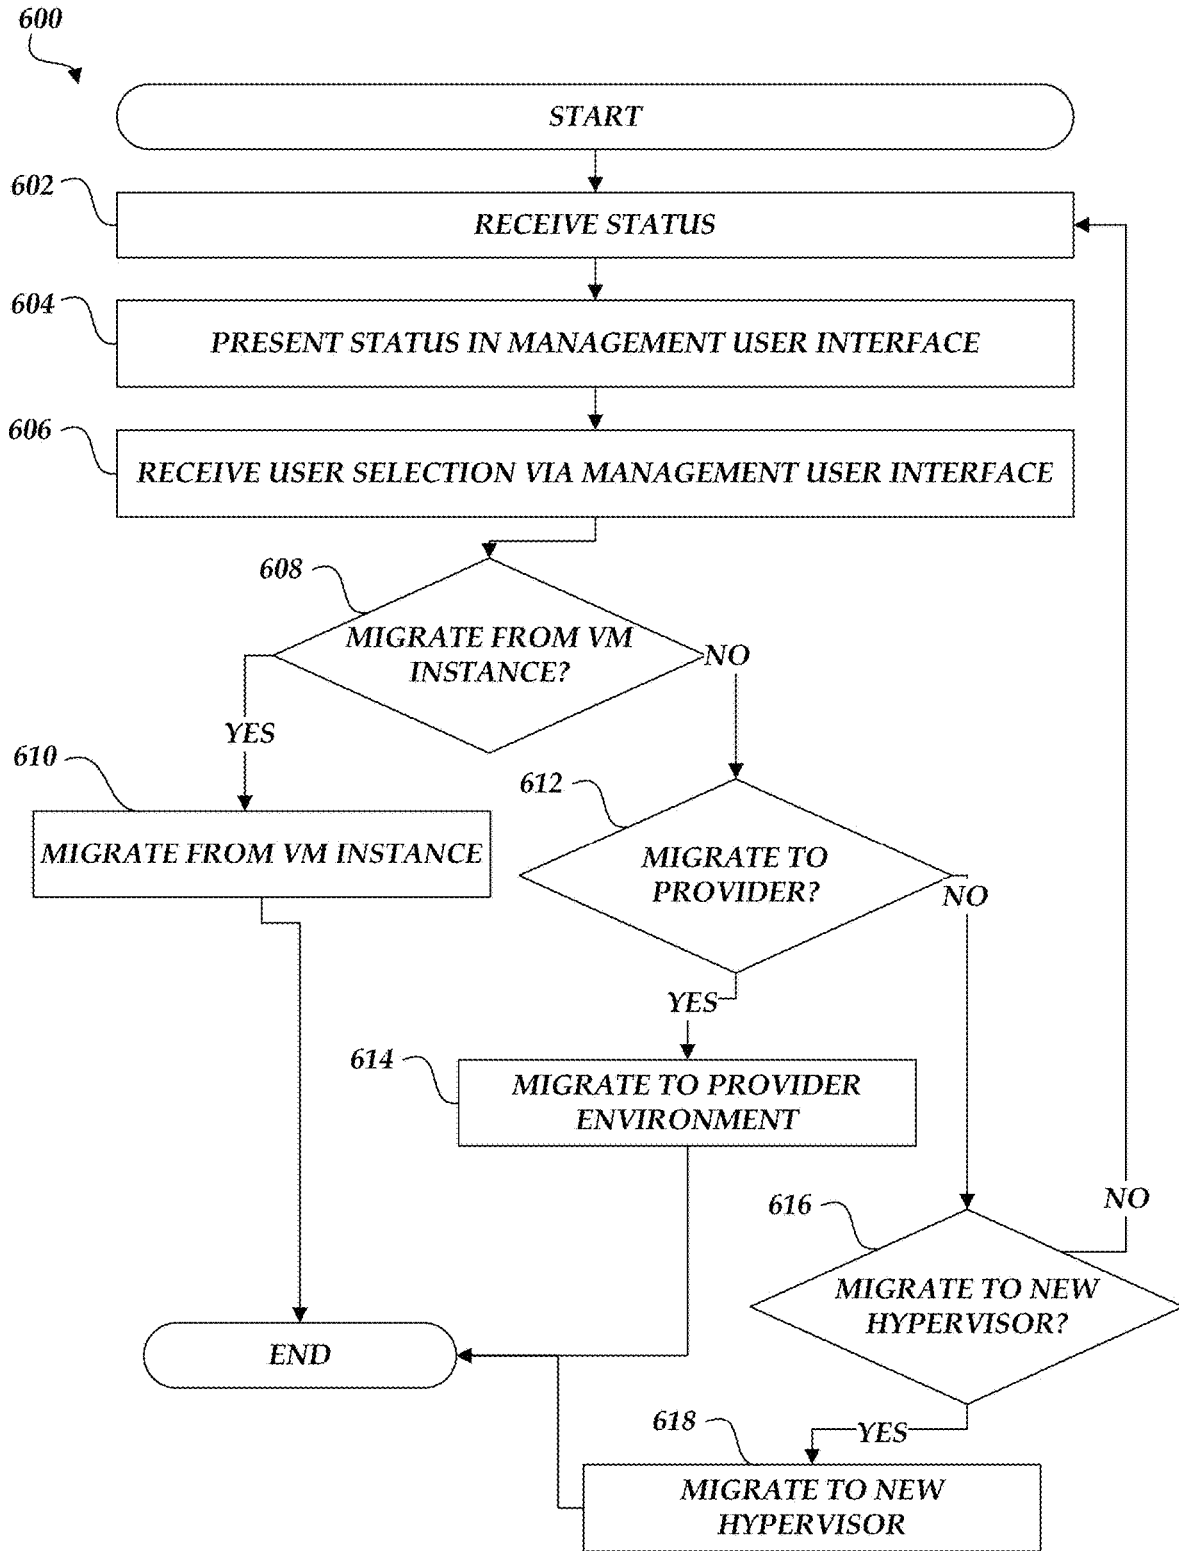 600
START
602
RECEIVE STATUS
604
PRESENT STATUS IN MANAGEMENT USER INTERFACE
606
RECEIVE USER SELECTION VIA MANAGEMENT USER INTERFACE
608
MIGRATE FROM VM
INSTANCE?
NO
YES
610
MIGRATE FROM VM INSTANCE
612
MIGRATE TO
PROVIDER?
NO
YES
614
MIGRATE TO PROVIDER
ENVIRONMENT
616
NO
MIGRATE TO NEW
HYPERVISOR?
END
YES
618
MIGRATE TO NEW
HYPERVISOR